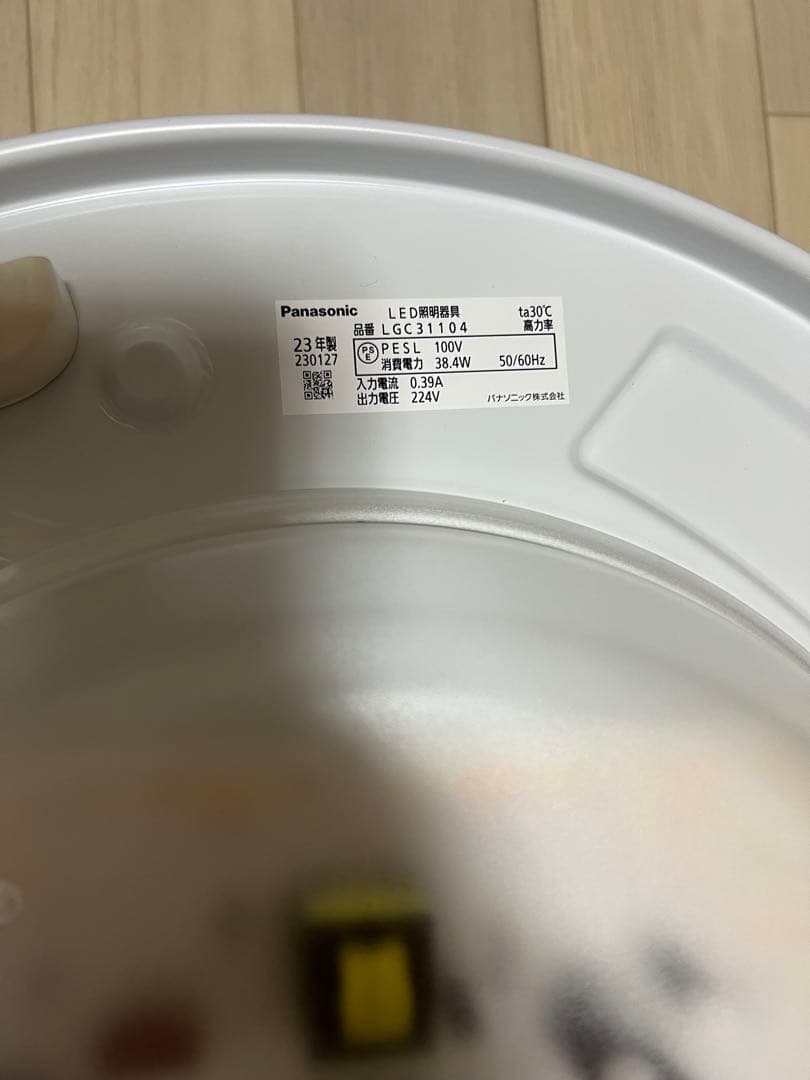 Panasonic LED照明器具 ta30℃
品番 LGC31104 高力率
23年製
230127
PSE PESL 100V
消費電力 38.4W 50/60Hz
入力電流 0.39A
出力電圧 224V パナソニック株式会社